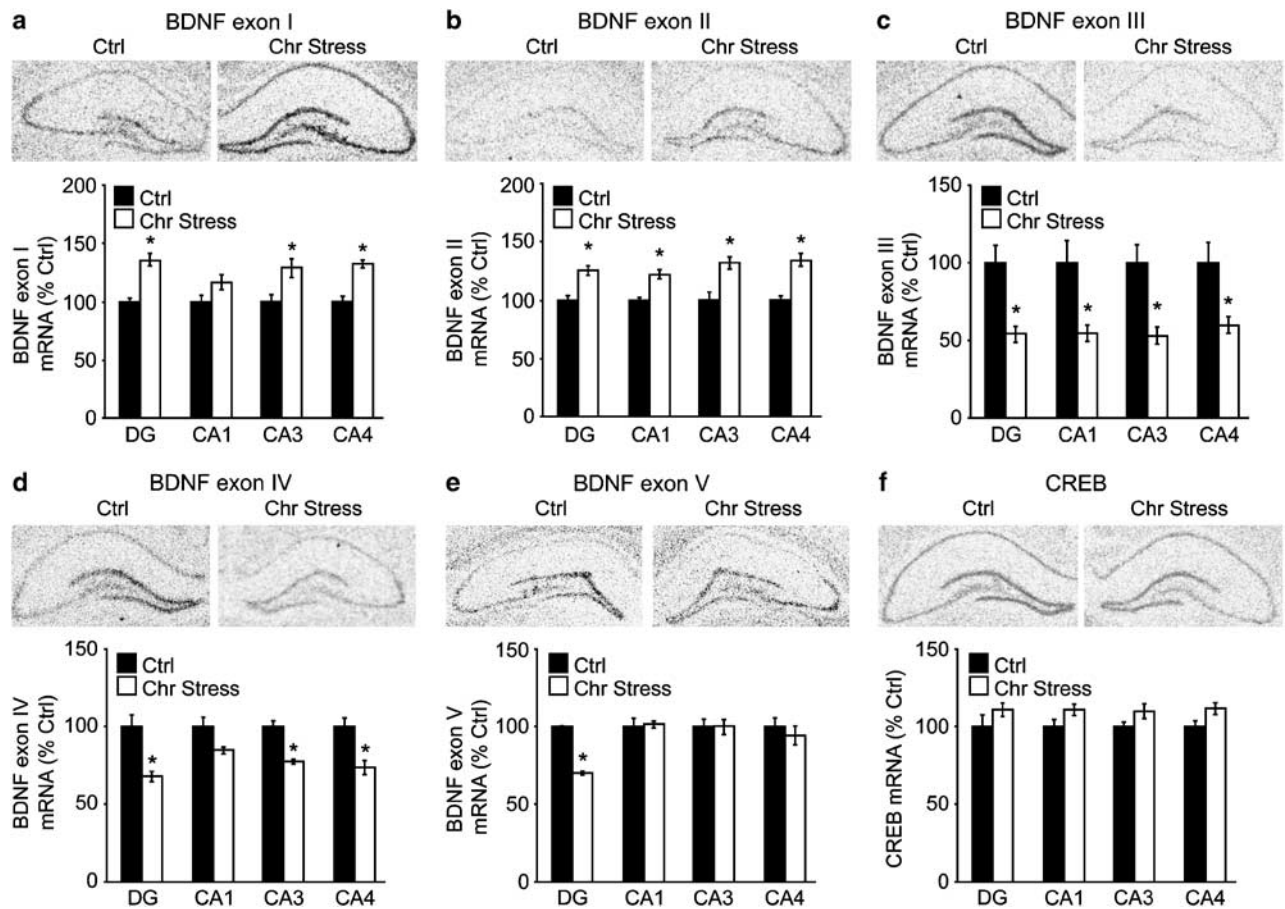 a BDNF exon I
Ctrl Chr Stress
BDNF exon I
mRNA (% Ctrl)
200
150
100
50
0
Ctrl
Chr Stress
*
*
*
DG CA1 CA3 CA4
b BDNF exon II
Ctrl Chr Stress
BDNF exon II
mRNA (% Ctrl)
200
150
100
50
0
Ctrl
Chr Stress
*
*
*
*
DG CA1 CA3 CA4
c BDNF exon III
Ctrl Chr Stress
BDNF exon III
mRNA (% Ctrl)
150
100
50
0
Ctrl
Chr Stress
*
*
*
*
DG CA1 CA3 CA4
d BDNF exon IV
Ctrl Chr Stress
BDNF exon IV
mRNA (% Ctrl)
150
100
50
0
Ctrl
Chr Stress
*
*
*
DG CA1 CA3 CA4
e BDNF exon V
Ctrl Chr Stress
BDNF exon V
mRNA (% Ctrl)
150
100
50
0
Ctrl
Chr Stress
*
DG CA1 CA3 CA4
f CREB
Ctrl Chr Stress
CREB mRNA (% Ctrl)
150
100
50
0
Ctrl
Chr Stress
DG CA1 CA3 CA4